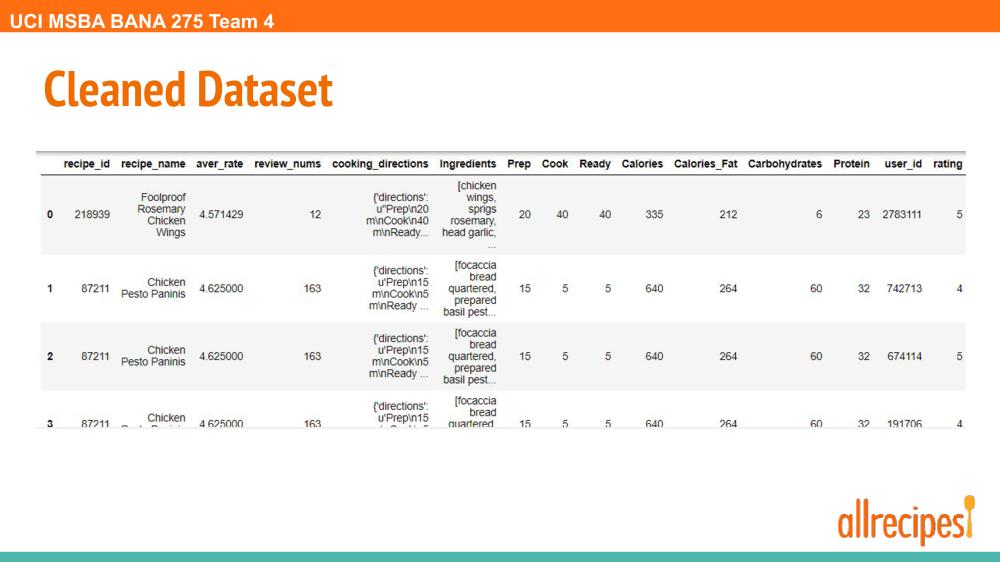 UCI MSBA BANA 275 Team 4
Cleaned Dataset
recipe_id recipe_name aver_rate review_nums cooking_directions Ingredients Prep Cook Ready Calories Calories_Fat Carbohydrates Protein user_id rating
0 218939 Foolproof Rosemary Chicken Wings 4.571429 12 {'directions': u"Prep\n20 m\nCook\n40 m\nReady... [chicken wings, sprigs rosemary, head garlic, ... 20 40 40 335 212 6 23 2783111 5
1 87211 Chicken Pesto Paninis 4.625000 163 {'directions': u'Prep\n15 m\nCook\n5 m\nReady ... [focaccia bread quartered, prepared basil pest... 15 5 5 640 264 60 32 742713 4
2 87211 Chicken Pesto Paninis 4.625000 163 {'directions': u'Prep\n15 m\nCook\n5 m\nReady ... [focaccia bread quartered, prepared basil pest... 15 5 5 640 264 60 32 674114 5
3 87211 Chicken 4.625000 163 {'directions': u'Prep\n15 [focaccia bread quartered 15 5 5 640 264 60 32 191706 4
allrecipes